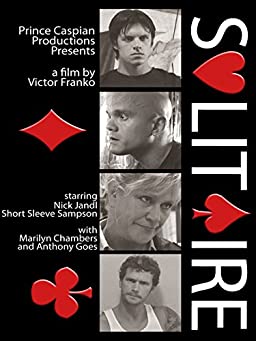 Prince Caspian
Productions
Presents
a film by
Victor Franko
starring
Nick Jandl
Short Sleeve Sampson
with
Marilyn Chambers
and Anthony Goes
S♥LITAIRE